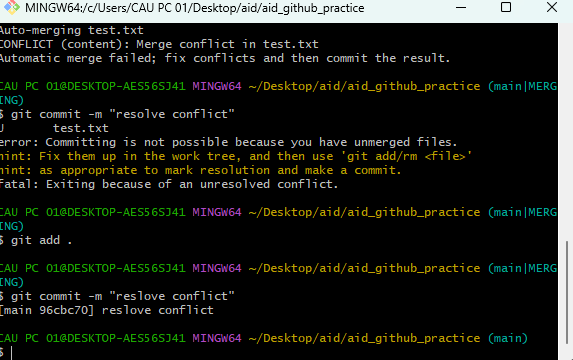 MINGW64:/c/Users/CAU PC 01/Desktop/aid/aid_github_practice
Auto-merging test.txt
CONFLICT (content): Merge conflict in test.txt
Automatic merge failed; fix conflicts and then commit the result.
CAU PC 01@DESKTOP-AES56SJ41 MINGW64 ~/Desktop/aid/aid_github_practice (main|MERG
ING)
$ git commit -m "resolve conflict"
U test.txt
error: Committing is not possible because you have unmerged files.
hint: Fix them up in the work tree, and then use 'git add/rm <file>'
hint: as appropriate to mark resolution and make a commit.
fatal: Exiting because of an unresolved conflict.
CAU PC 01@DESKTOP-AES56SJ41 MINGW64 ~/Desktop/aid/aid_github_practice (main|MERG
ING)
$ git add .
CAU PC 01@DESKTOP-AES56SJ41 MINGW64 ~/Desktop/aid/aid_github_practice (main|MERG
ING)
$ git commit -m "reslove conflict"
[main 96cbc70] reslove conflict
CAU PC 01@DESKTOP-AES56SJ41 MINGW64 ~/Desktop/aid/aid_github_practice (main)
$